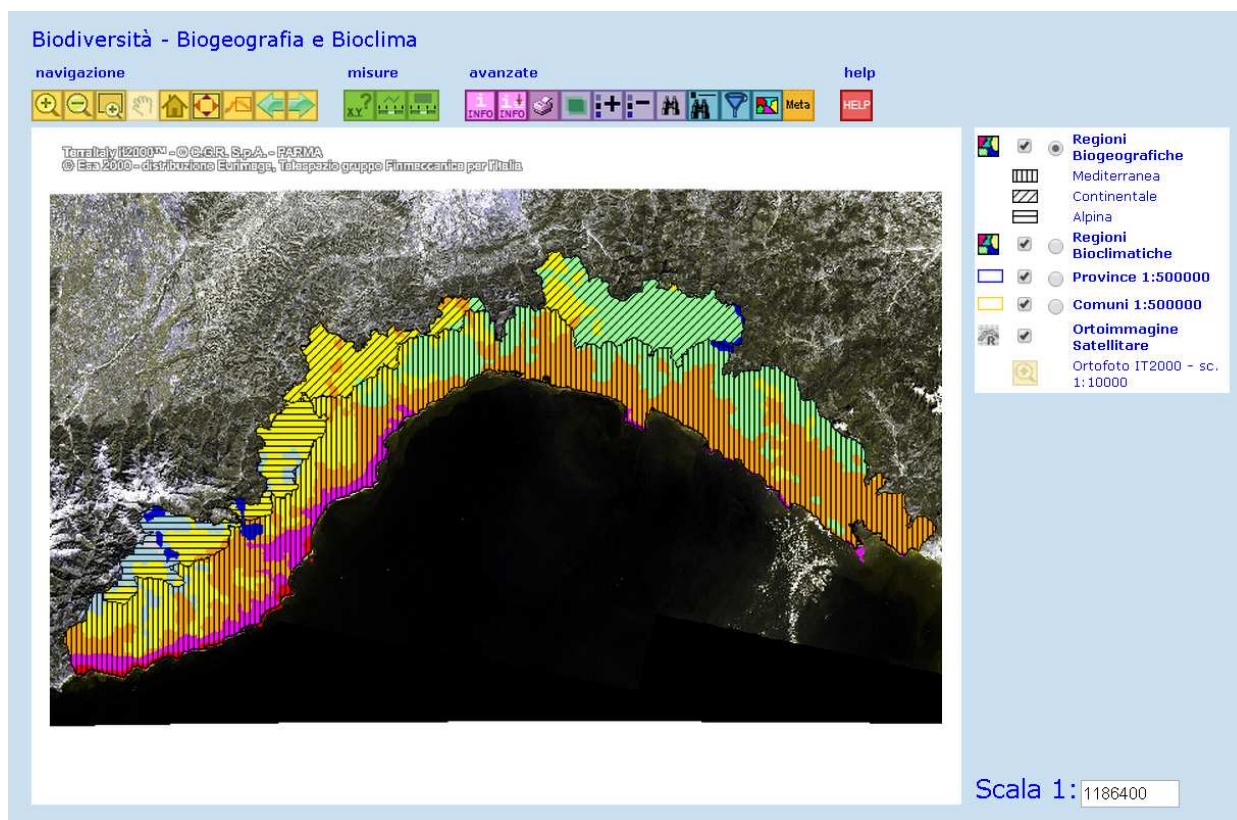 Biodiversità - Biogeografia e Bioclima
navigazione misure avanzate help
X,Y? INFO INFO Meta HELP
TerraItaly it2000™ - © C.G.R. S.p.A. - PARMA
© Esa 2000 - distribuzione Eurimage, Telespazio gruppo Finmeccanica per l'Italia.
Regioni
Biogeografiche
Mediterranea
Continentale
Alpina
Regioni
Bioclimatiche
Province 1:500000
Comuni 1:500000
R
Ortoimmagine
Satellitare
Ortofoto IT2000 - sc.
1:10000
Scala 1: 1186400